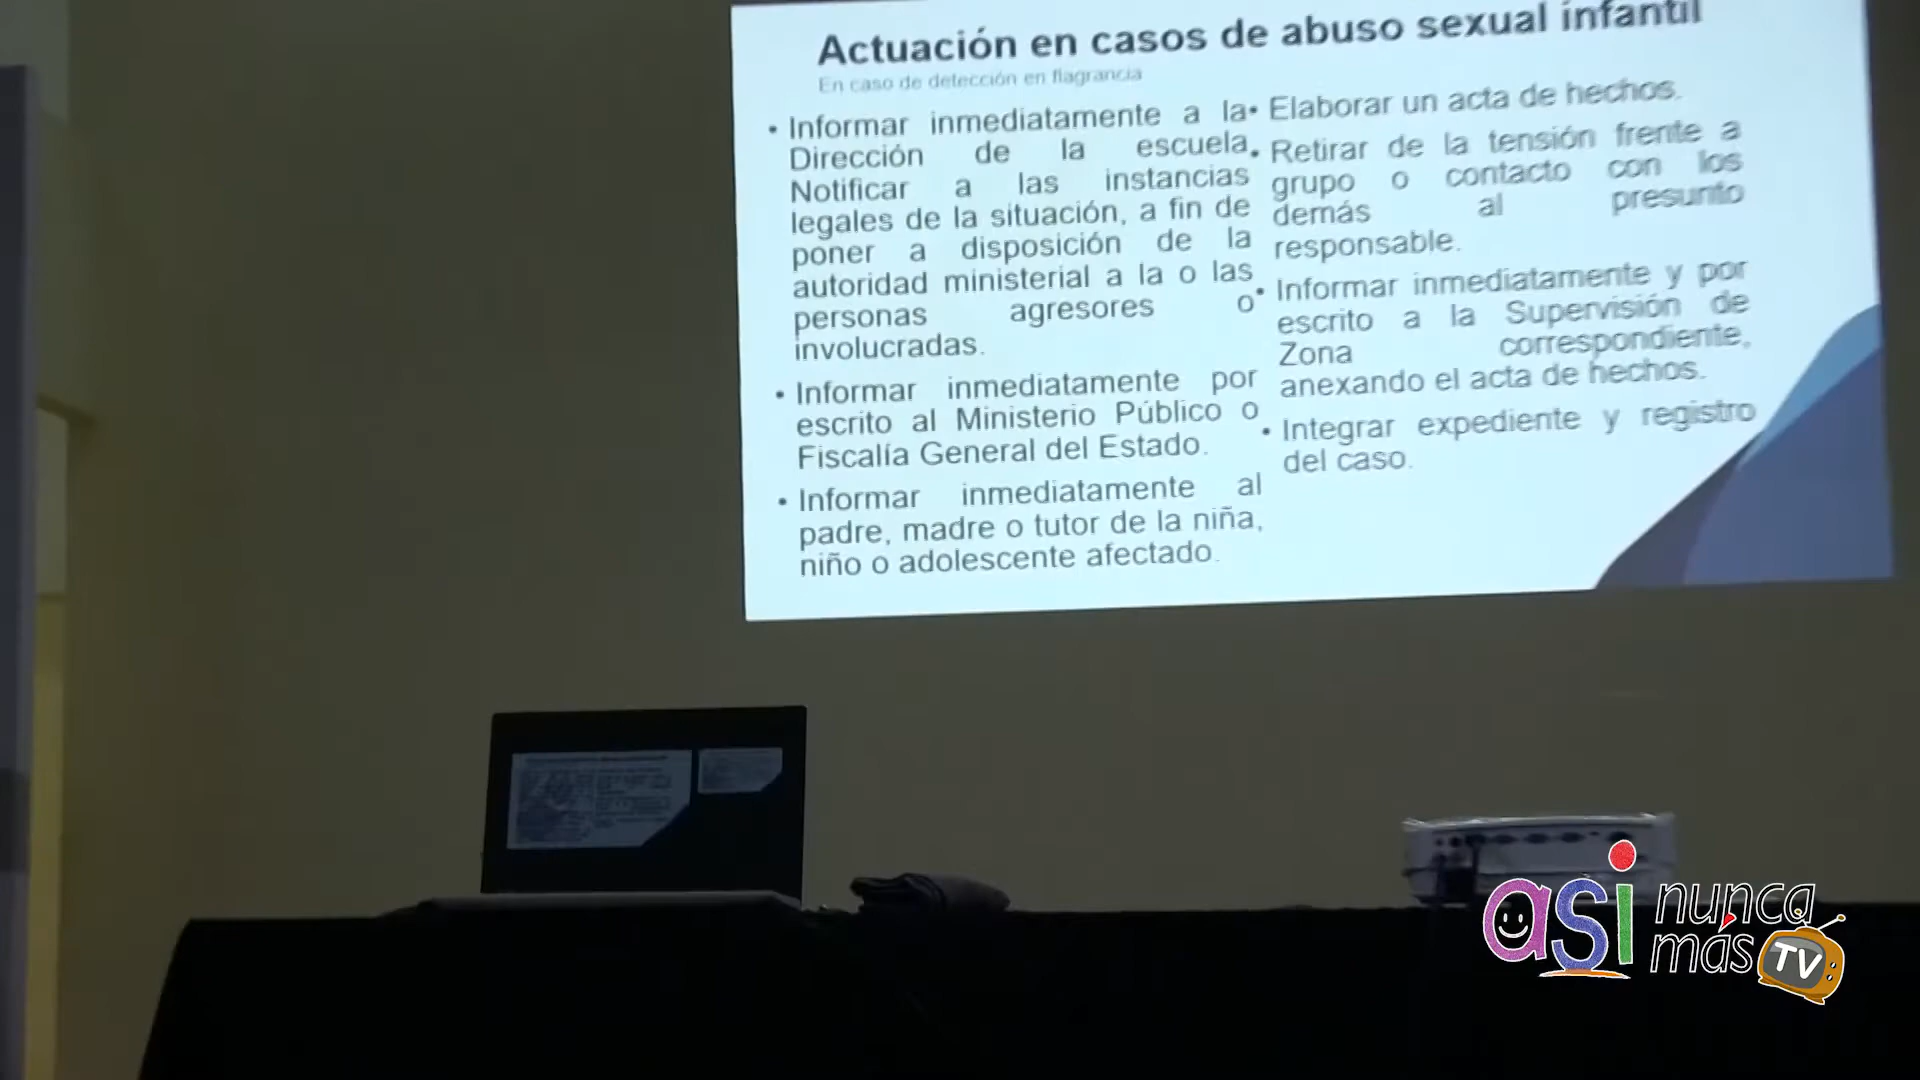 Actuación en casos de abuso sexual infantil
En caso de detección en flagrancia
• Informar inmediatamente a la
Dirección de la escuela.
Notificar a las instancias
legales de la situación, a fin de
poner a disposición de la
autoridad ministerial a la o las
personas agresores o
involucradas.
• Informar inmediatamente por
escrito al Ministerio Público o
Fiscalía General del Estado.
• Informar inmediatamente al
padre, madre o tutor de la niña,
niño o adolescente afectado.
• Elaborar un acta de hechos.
• Retirar de la tensión frente a
grupo o contacto con los
demás al presunto
responsable.
• Informar inmediatamente y por
escrito a la Supervisión de
Zona correspondiente,
anexando el acta de hechos.
• Integrar expediente y registro
del caso.
asi nunca
más TV